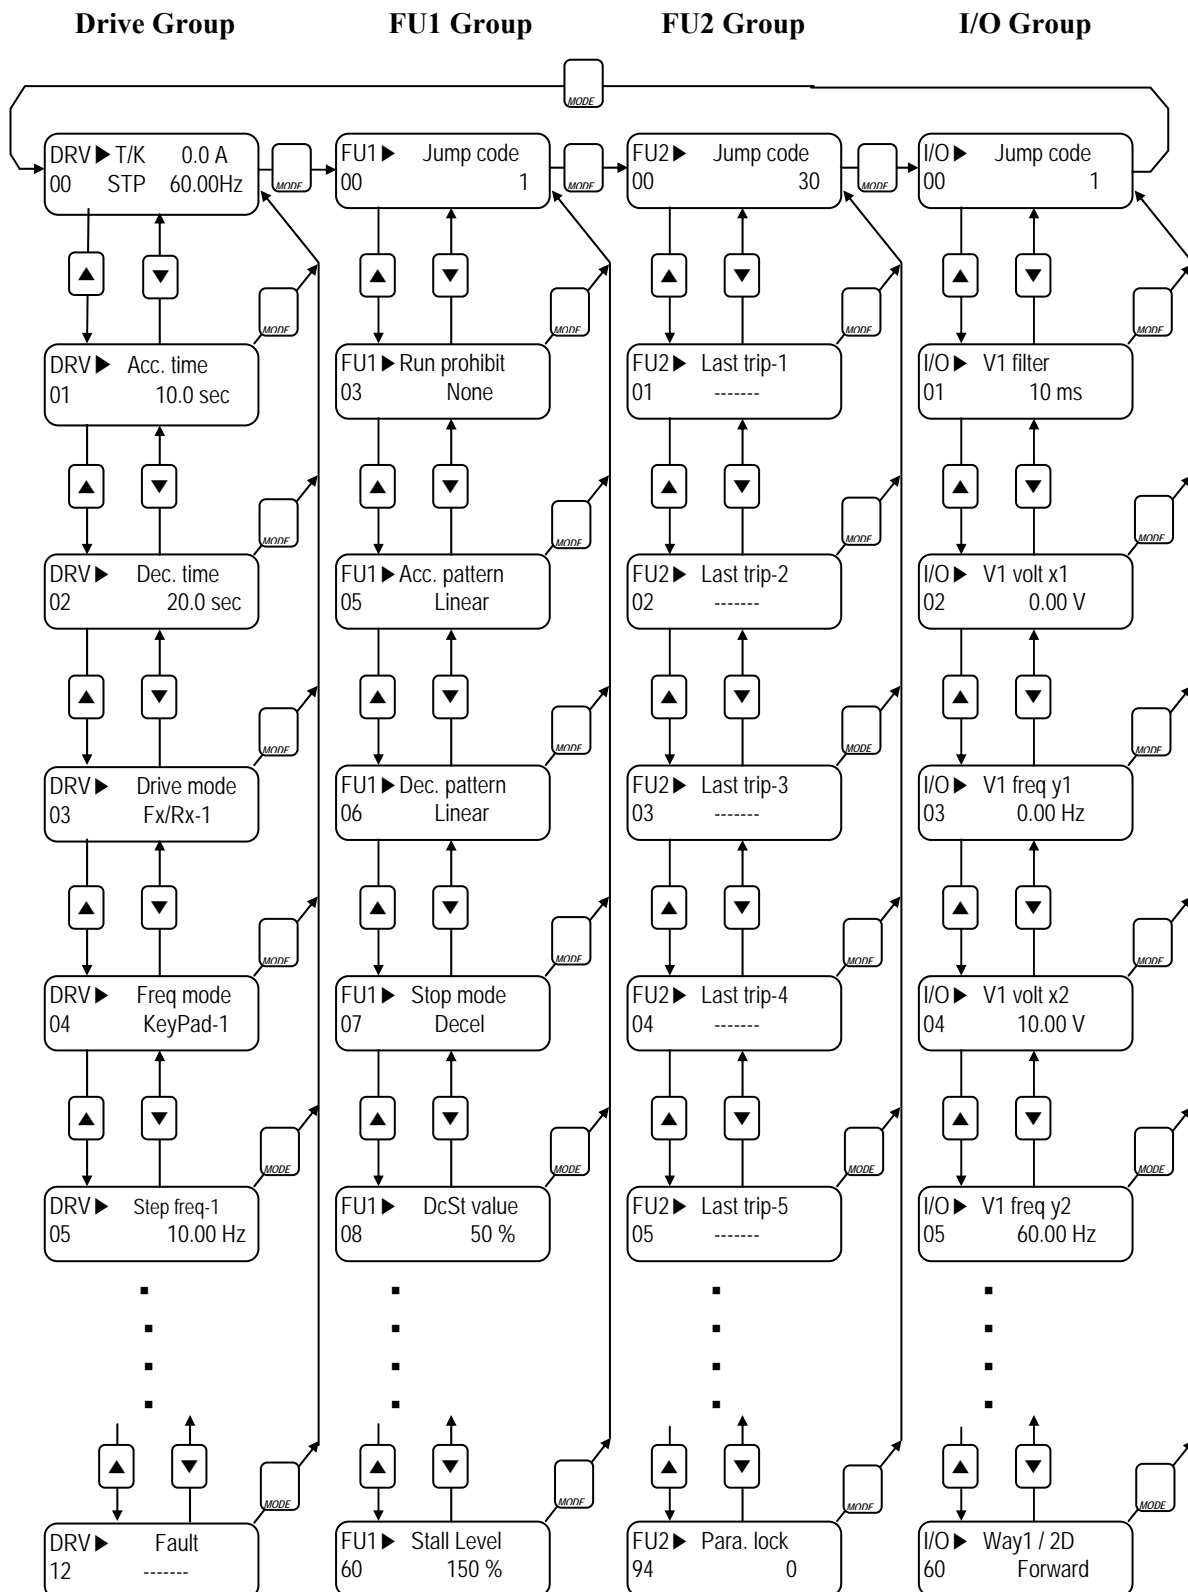 Drive Group FU1 Group FU2 Group I/O Group
MODE
DRV▶ T/K 0.0 A
00 STP 60.00Hz
MODE
FU1▶ Jump code
00 1
MODE
FU2▶ Jump code
00 30
MODE
I/O▶ Jump code
00 1
▲ ▼ MODE ▲ ▼ MODE ▲ ▼ MODE ▲ ▼ MODE
DRV▶ Acc. time
01 10.0 sec
FU1▶Run prohibit
03 None
FU2▶ Last trip-1
01 -------
I/O▶ V1 filter
01 10 ms
▲ ▼ MODE ▲ ▼ MODE ▲ ▼ MODE ▲ ▼ MODE
DRV▶ Dec. time
02 20.0 sec
FU1▶Acc. pattern
05 Linear
FU2▶ Last trip-2
02 -------
I/O▶ V1 volt x1
02 0.00 V
▲ ▼ MODE ▲ ▼ MODE ▲ ▼ MODE ▲ ▼ MODE
DRV▶ Drive mode
03 Fx/Rx-1
FU1▶Dec. pattern
06 Linear
FU2▶ Last trip-3
03 -------
I/O▶ V1 freq y1
03 0.00 Hz
▲ ▼ MODE ▲ ▼ MODE ▲ ▼ MODE ▲ ▼ MODE
DRV▶ Freq mode
04 KeyPad-1
FU1▶ Stop mode
07 Decel
FU2▶ Last trip-4
04 -------
I/O▶ V1 volt x2
04 10.00 V
▲ ▼ MODE ▲ ▼ MODE ▲ ▼ MODE ▲ ▼ MODE
DRV▶ Step freq-1
05 10.00 Hz
FU1▶ DcSt value
08 50 %
FU2▶ Last trip-5
05 -------
I/O▶ V1 freq y2
05 60.00 Hz
▲ ▼ MODE ▲ ▼ MODE ▲ ▼ MODE ▲ ▼ MODE
DRV▶ Fault
12 -------
FU1▶ Stall Level
60 150 %
FU2▶ Para. lock
94 0
I/O▶ Way1 / 2D
60 Forward